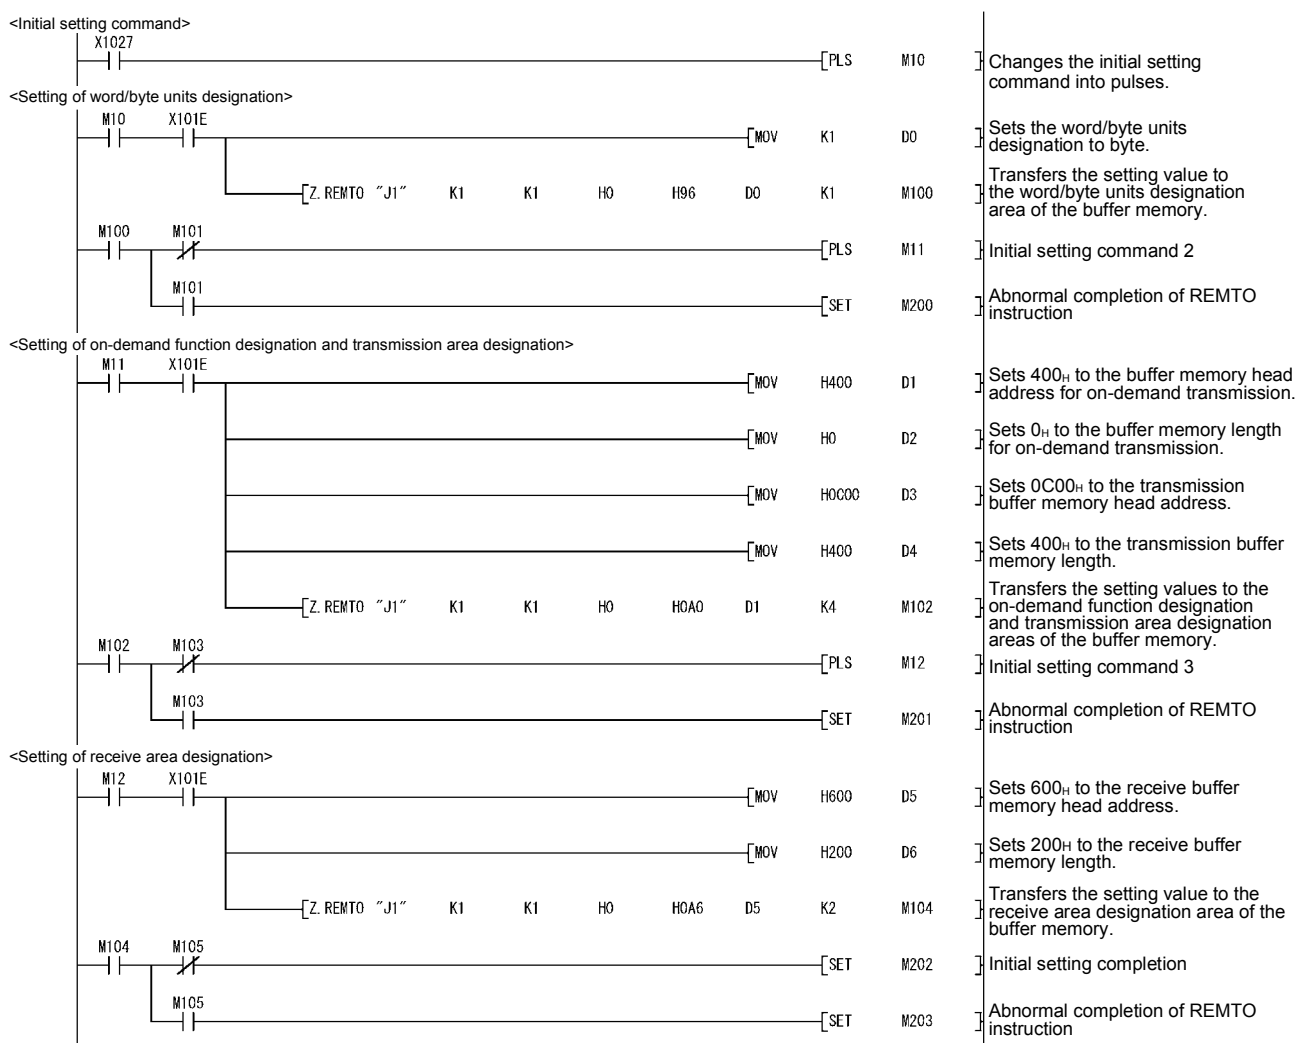 <Initial setting command>
X1027
PLS M10
Changes the initial setting
command into pulses.
<Setting of word/byte units designation>
M10 X101E
MOV K1 D0
Sets the word/byte units
designation to byte.
Z.REMTO "J1" K1 K1 H0 H96 D0 K1 M100
Transfers the setting value to
the word/byte units designation
area of the buffer memory.
M100 M101
PLS M11
Initial setting command 2
M101
SET M200
Abnormal completion of REMTO
instruction
<Setting of on-demand function designation and transmission area designation>
M11 X101E
MOV H400 D1
Sets 400H to the buffer memory head
address for on-demand transmission.
MOV H0 D2
Sets 0H to the buffer memory length
for on-demand transmission.
MOV H0C00 D3
Sets 0C00H to the transmission
buffer memory head address.
MOV H400 D4
Sets 400H to the transmission buffer
memory length.
Z.REMTO "J1" K1 K1 H0 H0A0 D1 K4 M102
Transfers the setting values to the
on-demand function designation
and transmission area designation
areas of the buffer memory.
M102 M103
PLS M12
Initial setting command 3
M103
SET M201
Abnormal completion of REMTO
instruction
<Setting of receive area designation>
M12 X101E
MOV H600 D5
Sets 600H to the receive buffer
memory head address.
MOV H200 D6
Sets 200H to the receive buffer
memory length.
Z.REMTO "J1" K1 K1 H0 H0A6 D5 K2 M104
Transfers the setting value to the
receive area designation area of the
buffer memory.
M104 M105
SET M202
Initial setting completion
M105
SET M203
Abnormal completion of REMTO
instruction